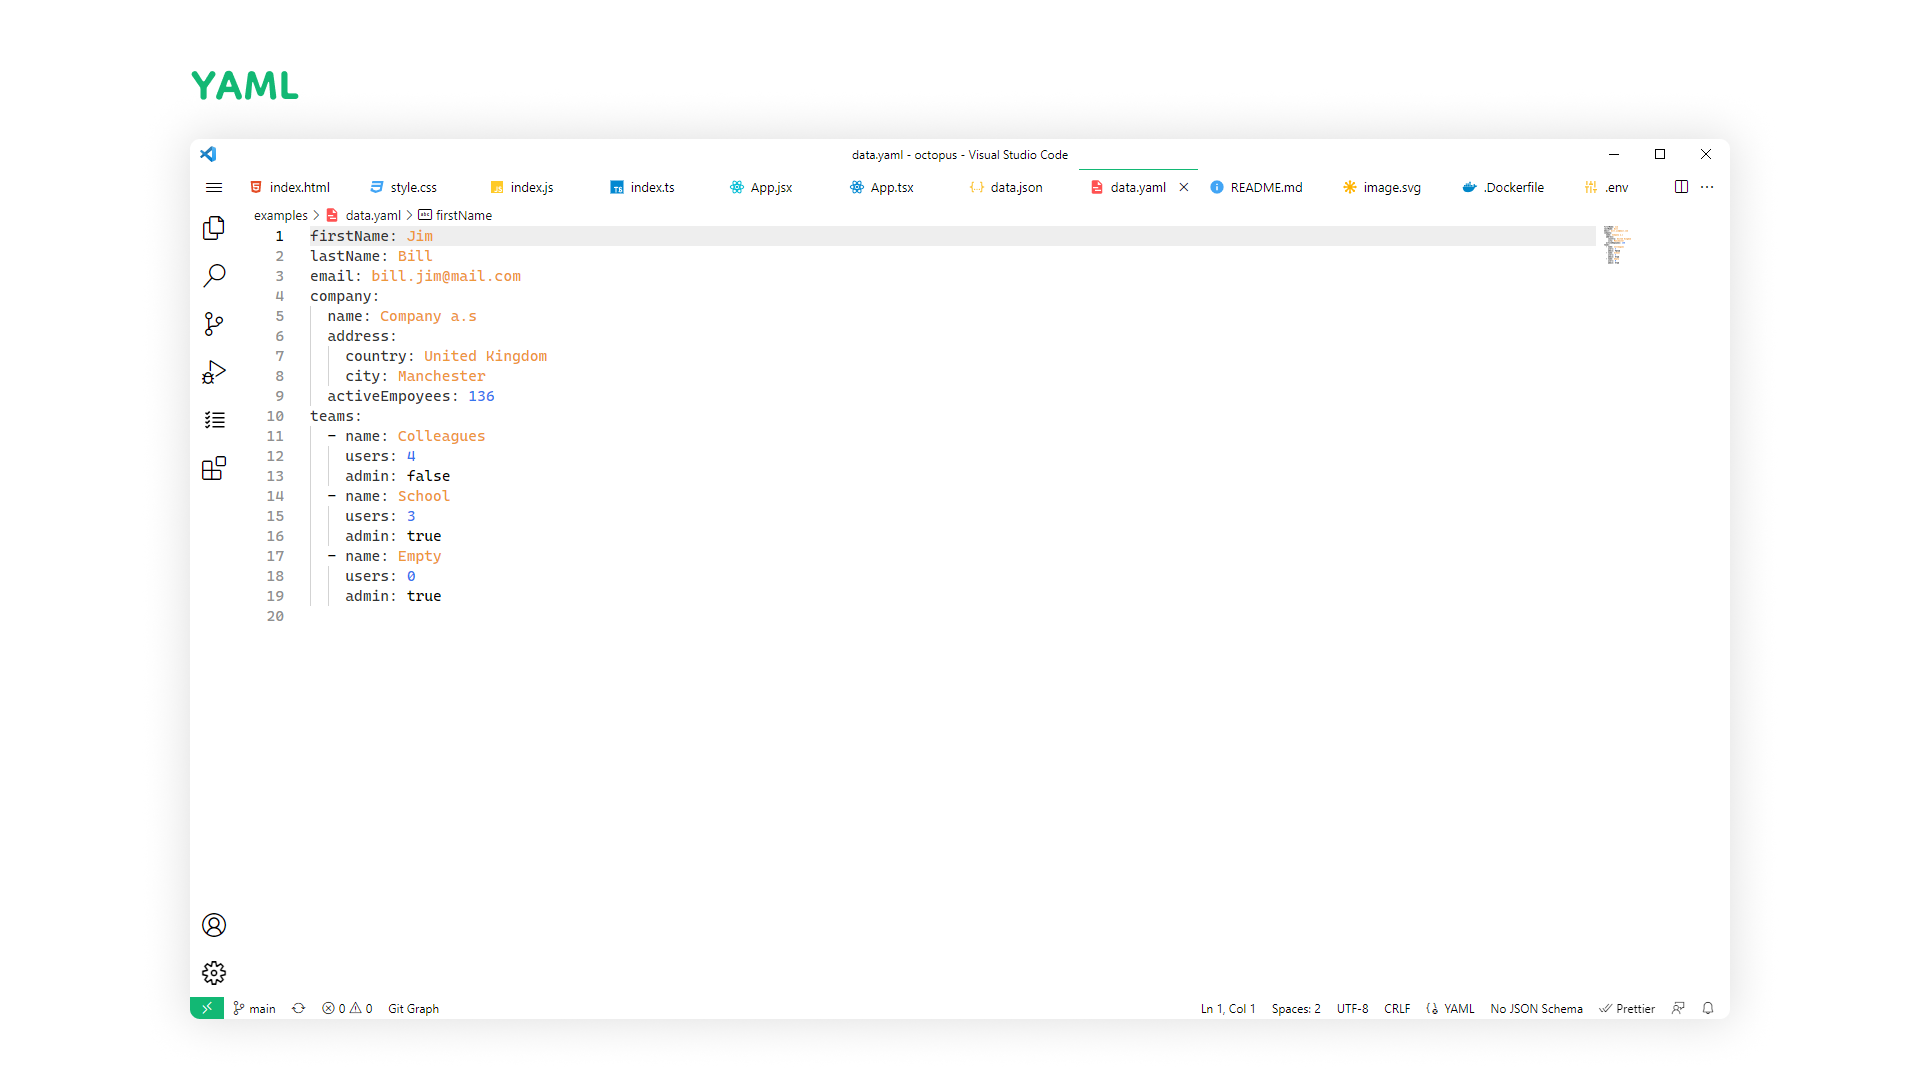 YAML
data.yaml - octopus - Visual Studio Code
index.html style.css index.js index.ts App.jsx App.tsx data.json data.yaml README.md image.svg .Dockerfile .env
examples > data.yaml > firstName
1 firstName: Jim
2 lastName: Bill
3 email: bill.jim@mail.com
4 company:
5 name: Company a.s
6 address:
7 country: United Kingdom
8 city: Manchester
9 activeEmpoyees: 136
10 teams:
11 - name: Colleagues
12 users: 4
13 admin: false
14 - name: School
15 users: 3
16 admin: true
17 - name: Empty
18 users: 0
19 admin: true
20
main 0 0 Git Graph Ln 1, Col 1 Spaces: 2 UTF-8 CRLF YAML No JSON Schema Prettier